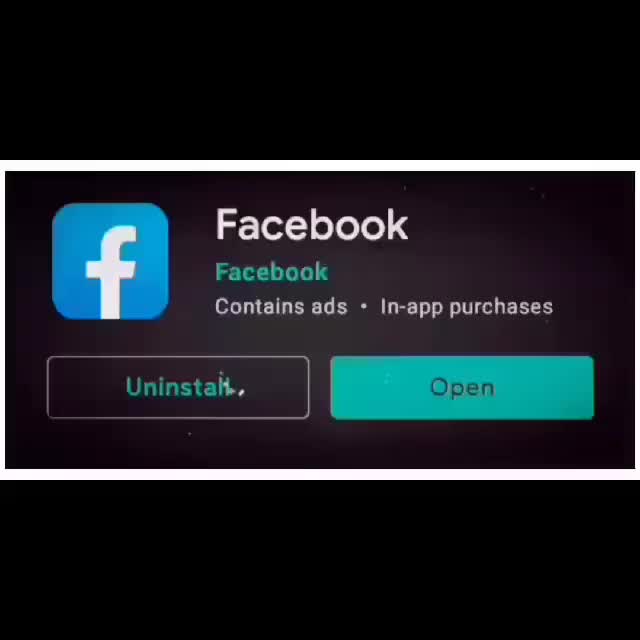 Facebook
Facebook
Contains ads • In-app purchases
Uninstall
Open